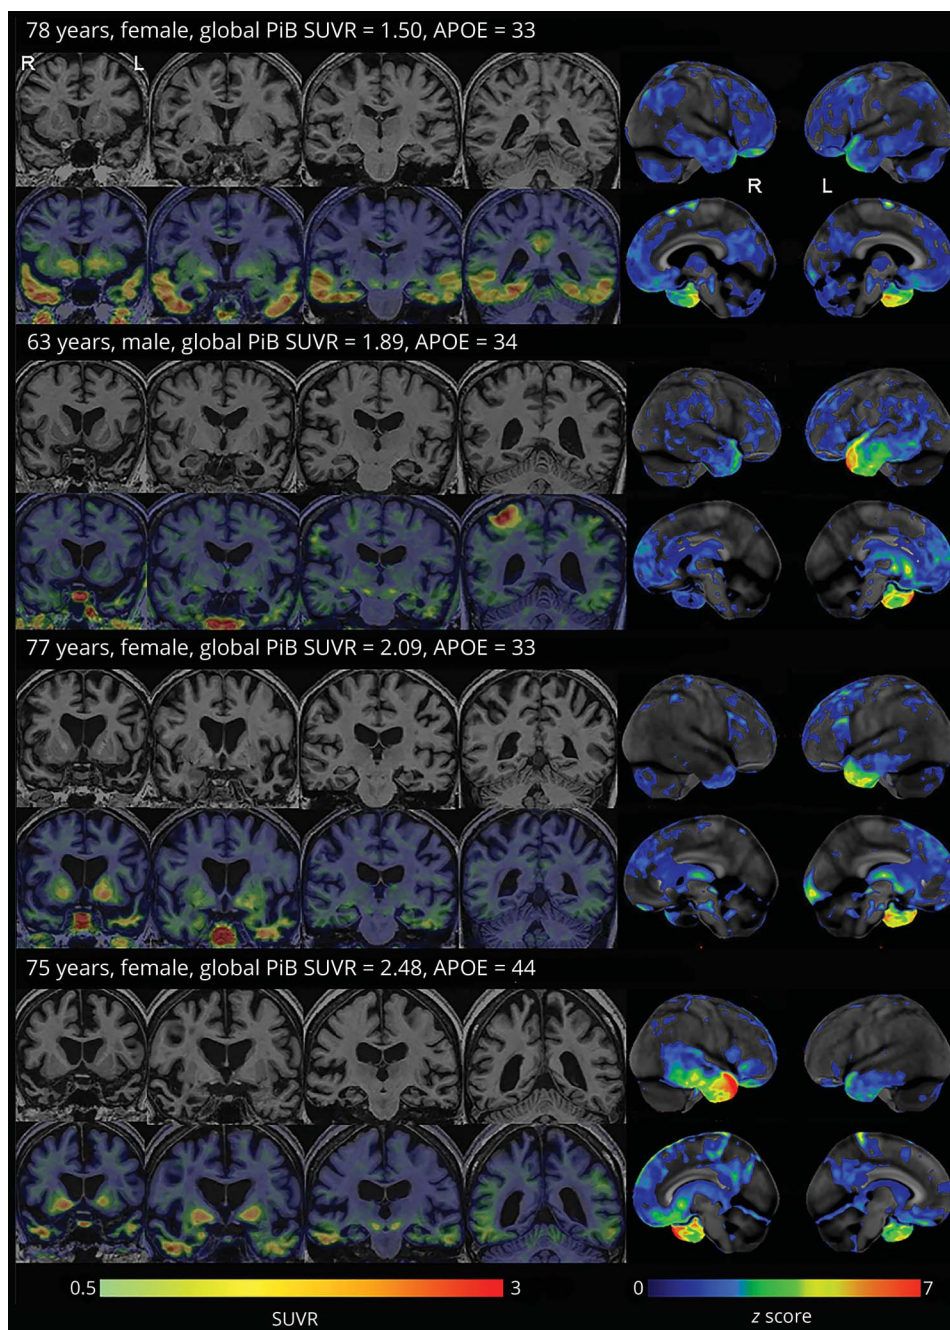 78 years, female, global PiB SUVR = 1.50, APOE = 33
R L
R L
63 years, male, global PiB SUVR = 1.89, APOE = 34
77 years, female, global PiB SUVR = 2.09, APOE = 33
75 years, female, global PiB SUVR = 2.48, APOE = 44
0.5 3 0 7
SUVR z score